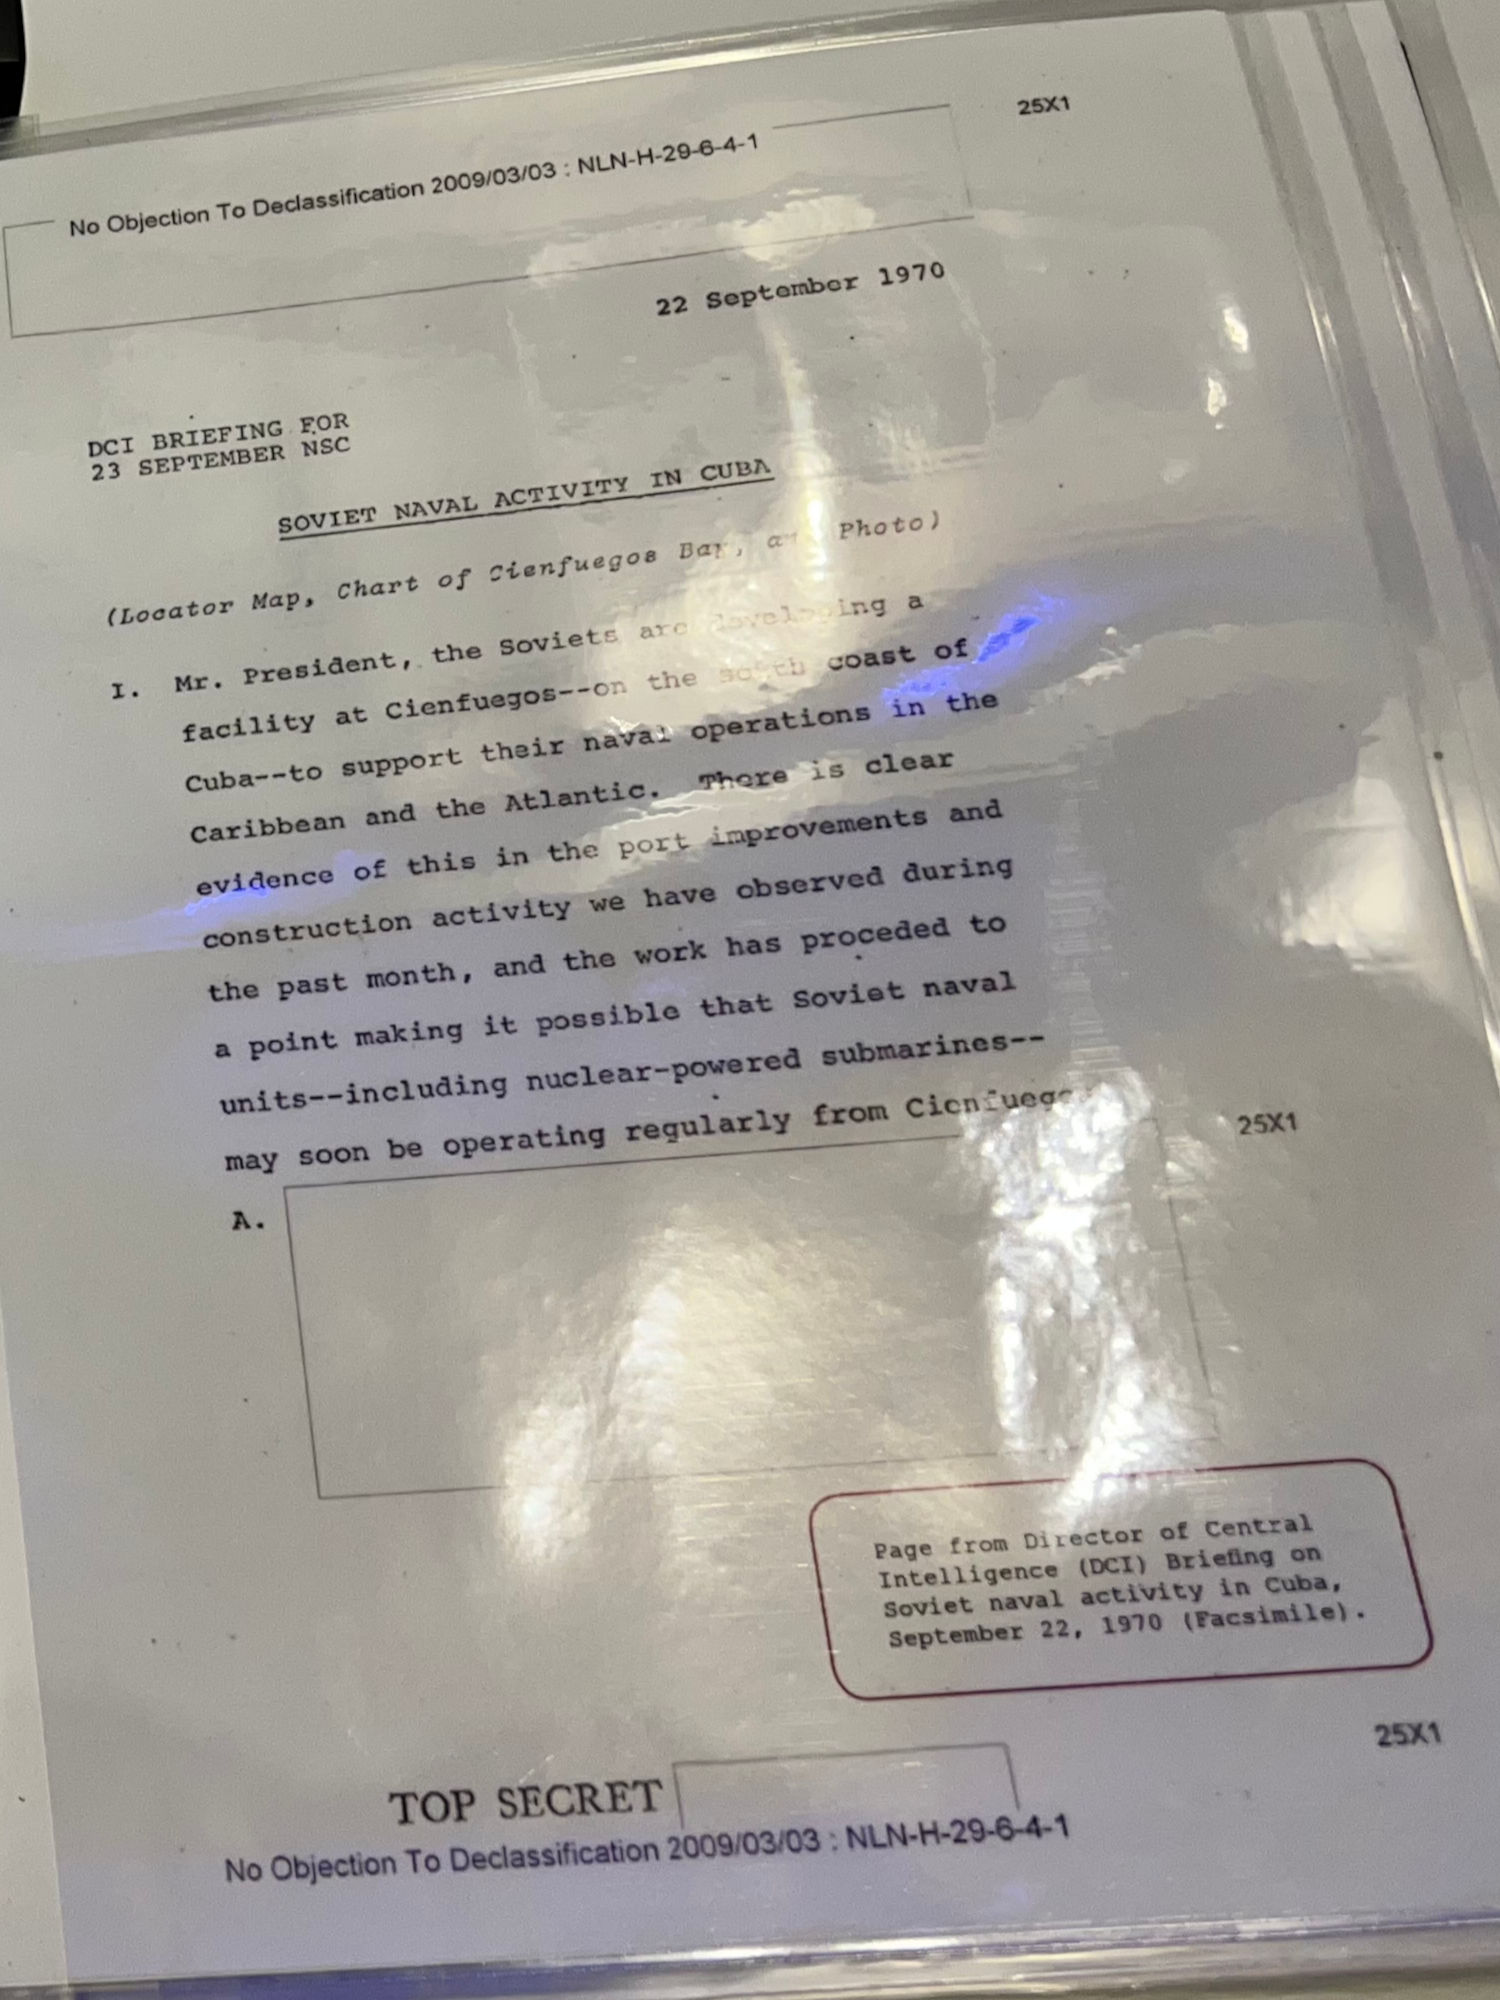 25X1
No Objection To Declassification 2009/03/03 : NLN-H-29-6-4-1
22 September 1970
DCI BRIEFING FOR
23 SEPTEMBER NSC
SOVIET NAVAL ACTIVITY IN CUBA
(Locator Map, Chart of Cienfuegos Bay, and Photo)
I. Mr. President, the Soviets are developing a
facility at Cienfuegos--on the south coast of
Cuba--to support their naval operations in the
Caribbean and the Atlantic. There is clear
evidence of this in the port improvements and
construction activity we have observed during
the past month, and the work has proceded to
a point making it possible that Soviet naval
units--including nuclear-powered submarines--
may soon be operating regularly from Cienfuegos
25X1
A.
Page from Director of Central
Intelligence (DCI) Briefing on
Soviet naval activity in Cuba,
September 22, 1970 (Facsimile).
25X1
TOP SECRET
No Objection To Declassification 2009/03/03 : NLN-H-29-6-4-1